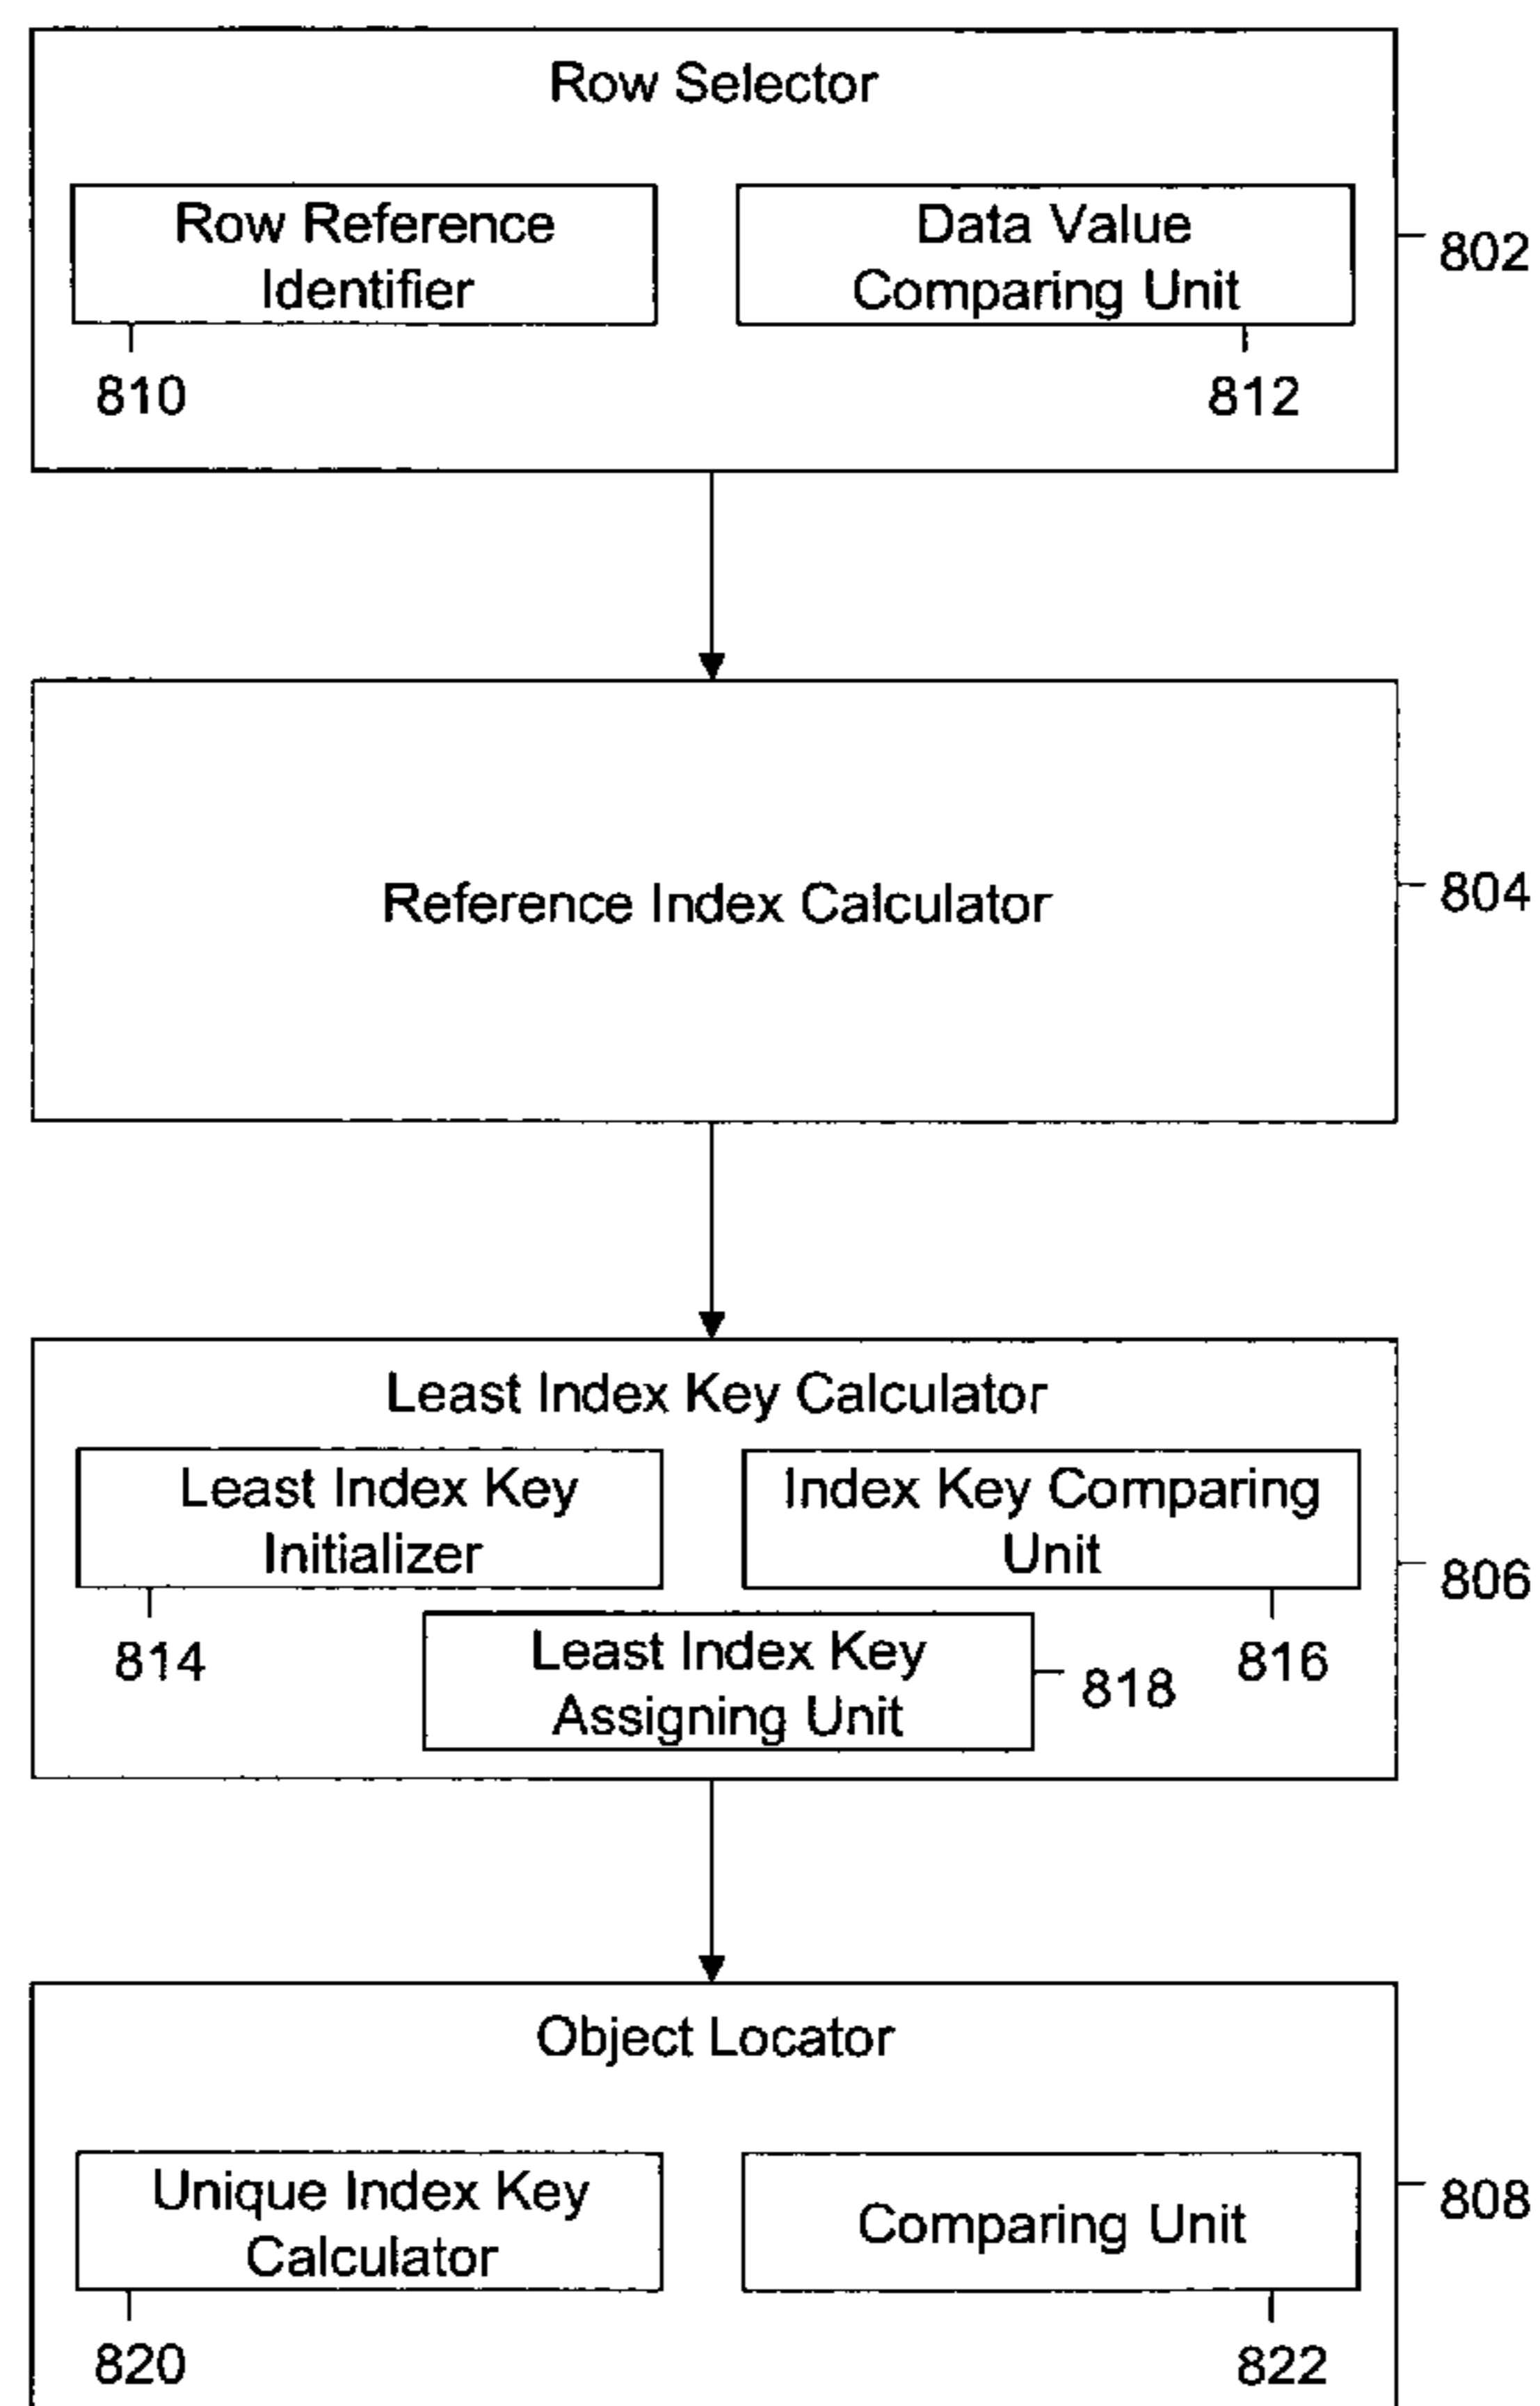 Row Selector
Row Reference
Identifier
Data Value
Comparing Unit
802
810
812
Reference Index Calculator
804
Least Index Key Calculator
Least Index Key
Initializer
Index Key Comparing
Unit
806
814
Least Index Key
Assigning Unit
818
816
Object Locator
Unique Index Key
Calculator
Comparing Unit
808
820
822